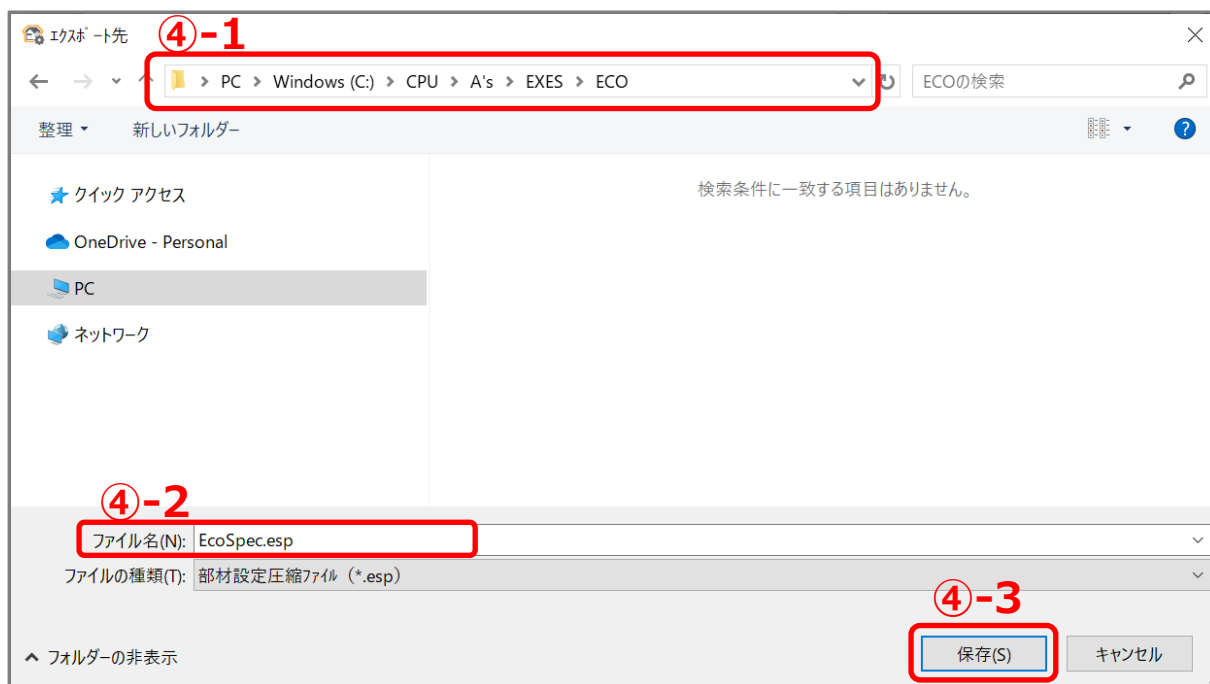 エクスポート先
④-1
PC > Windows (C:) > CPU > A's > EXES > ECO
ECOの検索
整理
新しいフォルダー
?
クイック アクセス
検索条件に一致する項目はありません。
OneDrive - Personal
PC
ネットワーク
④-2
ファイル名(N): EcoSpec.esp
ファイルの種類(T): 部材設定圧縮ファイル (*.esp)
④-3
フォルダーの非表示
保存(S)
キャンセル